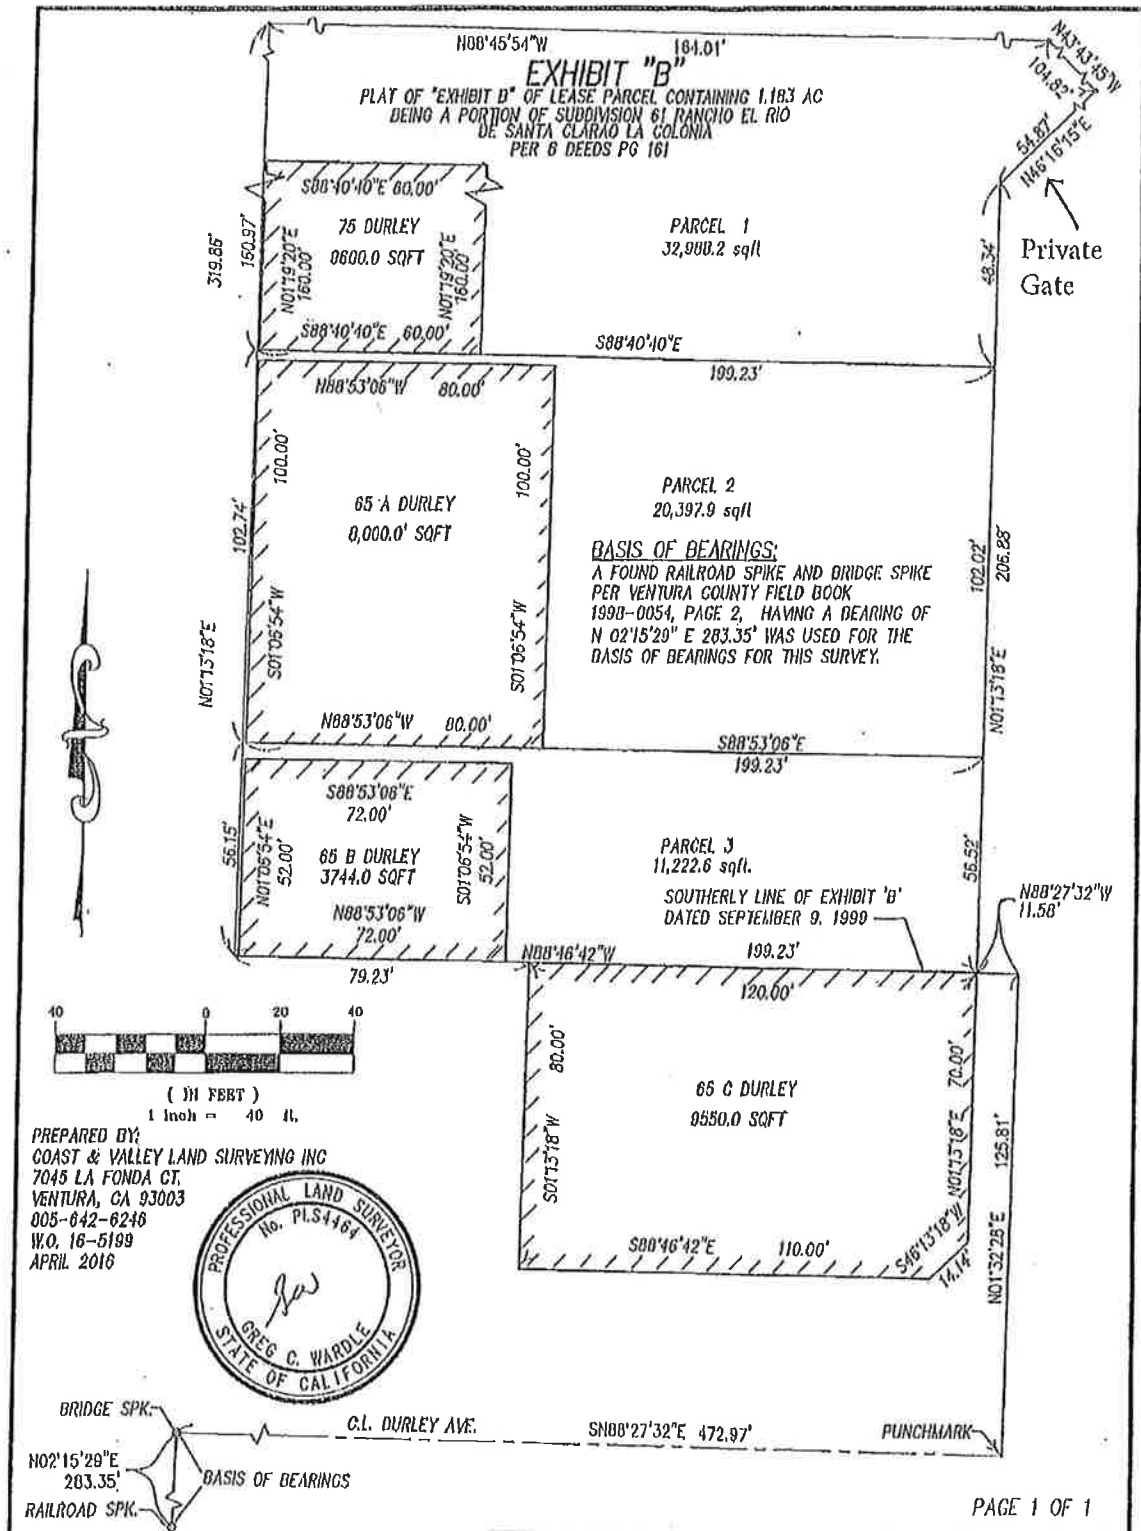 N88°45'54"W 164.01'
N43°43'45"W
104.82'
EXHIBIT "B"
PLAT OF "EXHIBIT B" OF LEASE PARCEL CONTAINING 1.183 AC
BEING A PORTION OF SUBDIVISION 61 RANCHO EL RIO
DE SANTA CLARAO LA COLONIA
PER 6 DEEDS PG 161
54.87'
N46°16'15"E
Private
Gate
S88°40'40"E 60.00'
75 DURLEY
9600.0 SQFT
N01°19'20"E
160.00'
N01°19'20"E
160.00'
S88°40'40"E 60.00'
319.86'
160.97'
PARCEL 1
32,988.2 sqft
48.34'
S88°40'40"E
199.23'
N88°53'06"W 80.00'
100.00'
100.00'
65 A DURLEY
8,000.0' SQFT
S01°06'54"W
S01°06'54"W
N88°53'06"W 80.00'
102.74'
N01°13'18"E
PARCEL 2
20,397.9 sqft
BASIS OF BEARINGS:
A FOUND RAILROAD SPIKE AND BRIDGE SPIKE
PER VENTURA COUNTY FIELD BOOK
1998-0054, PAGE 2, HAVING A BEARING OF
N 02°15'29" E 283.35' WAS USED FOR THE
BASIS OF BEARINGS FOR THIS SURVEY.
102.02'
206.88'
N01°13'18"E
S88°53'06"E
199.23'
S88°53'06"E
72.00'
56.15'
N01°06'54"E
52.00'
65 B DURLEY
3744.0 SQFT
S01°06'54"W
52.00'
N88°53'06"W
72.00'
PARCEL 3
11,222.6 sqft.
56.52'
SOUTHERLY LINE OF EXHIBIT 'B'
DATED SEPTEMBER 9, 1999
N88°27'32"W
11.58'
N88°46'42"W 199.23'
79.23'
120.00'
80.00'
S01°13'18"W
65 C DURLEY
9550.0 SQFT
70.00'
N01°13'18"E
125.81'
N01°32'28"E
S88°46'42"E 110.00'
S46°13'18"W
14.14'
40 0 20 40
( IN FEET )
1 inch = 40 ft.
PREPARED BY:
COAST & VALLEY LAND SURVEYING INC
7045 LA FONDA CT.
VENTURA, CA 93003
805-642-6246
W.O. 16-5199
APRIL 2016
PROFESSIONAL LAND SURVEYOR
No. PLS4464
GREG C. WARDLE
STATE OF CALIFORNIA
BRIDGE SPK.
C.L. DURLEY AVE.
SN88°27'32"E 472.97'
PUNCHMARK
N02°15'29"E
283.35'
BASIS OF BEARINGS
RAILROAD SPK.
PAGE 1 OF 1